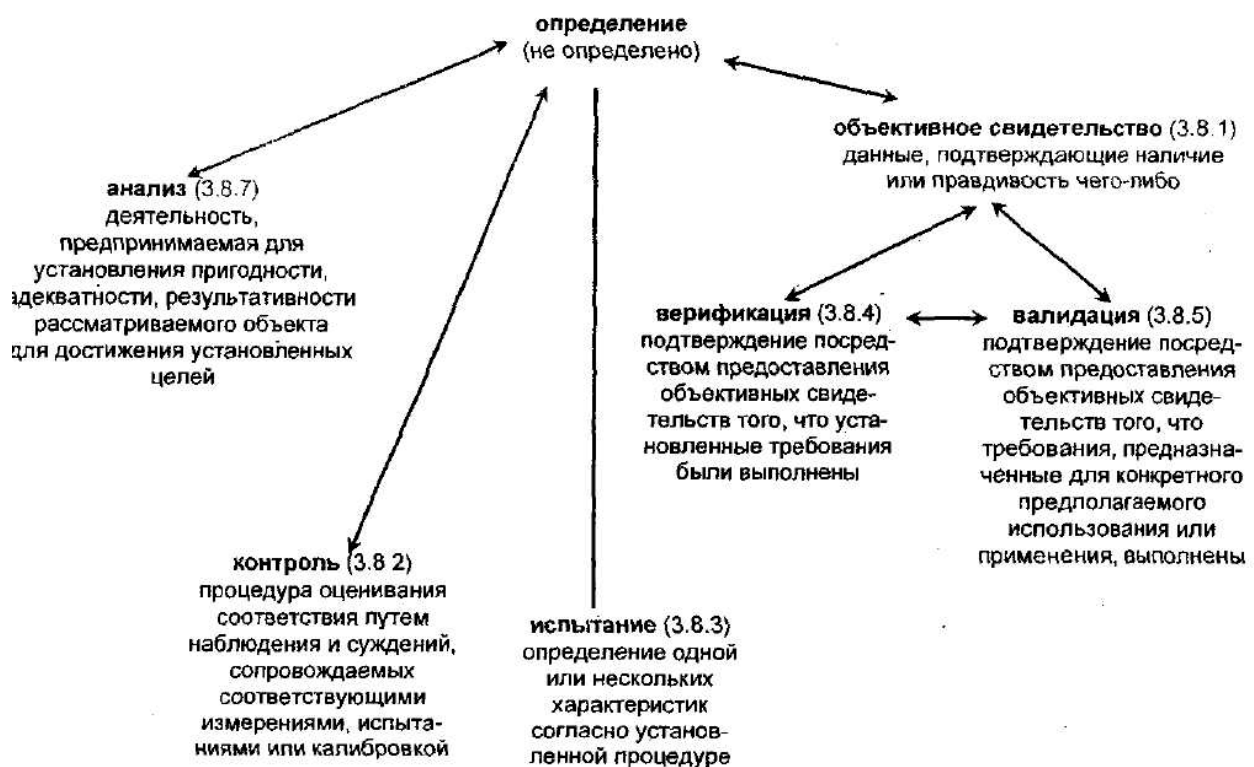 определение
(не определено)
объективное свидетельство (3.8.1)
данные, подтверждающие наличие
или правдивость чего-либо
анализ (3.8.7)
деятельность,
предпринимаемая для
установления пригодности,
адекватности, результативности
рассматриваемого объекта
для достижения установленных
целей
верификация (3.8.4)
подтверждение посред-
ством предоставления
объективных свиде-
тельств того, что уста-
новленные требования
были выполнены
валидация (3.8.5)
подтверждение посред-
ством предоставления
объективных свиде-
тельств того, что
требования, предназна-
ченные для конкретного
предполагаемого
использования или
применения, выполнены
контроль (3.8 2)
процедура оценивания
соответствия путем
наблюдения и суждений,
сопровождаемых
соответствующими
измерениями, испыта-
ниями или калибровкой
испытание (3.8.3)
определение одной
или нескольких
характеристик
согласно установ-
ленной процедуре